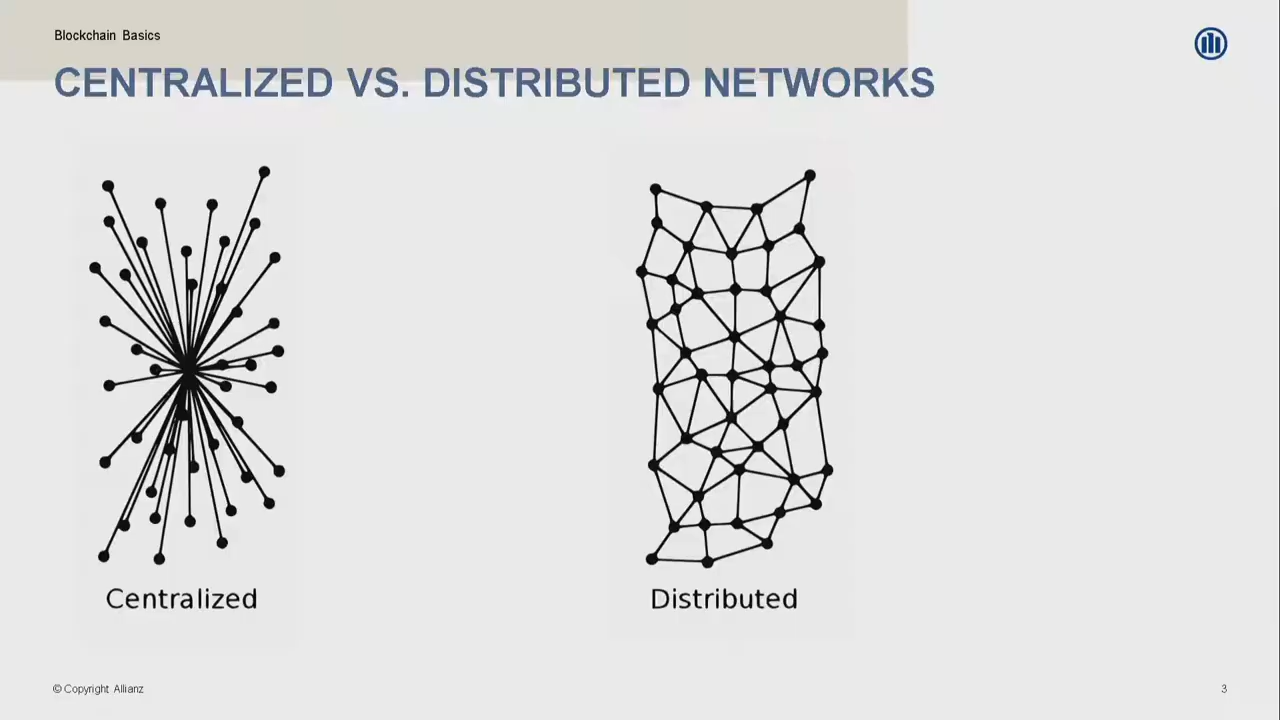 Blockchain Basics
CENTRALIZED VS. DISTRIBUTED NETWORKS
Centralized
Distributed
© Copyright Allianz
3